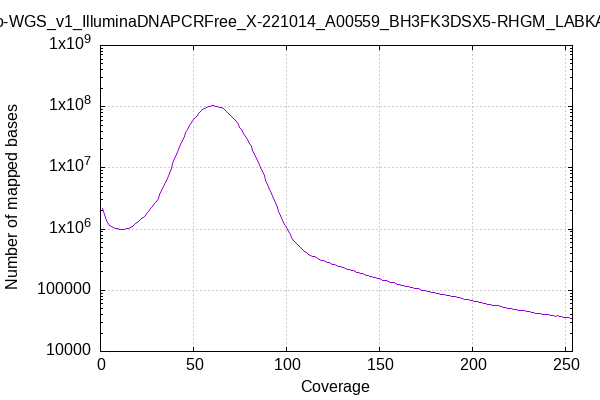 -WGS_v1_IlluminaDNAPCRFree_X-221014_A00559_BH3FK3DSX5-RHGM_LABKA
1x10^9
1x10^8
1x10^7
1x10^6
100000
10000
Number of mapped bases
0 50 100 150 200 250
Coverage